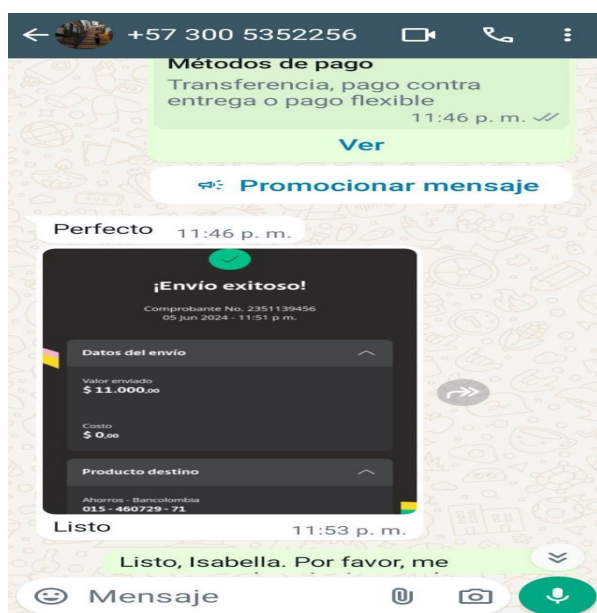 +57 300 5352256
Métodos de pago
Transferencia, pago contra
entrega o pago flexible
11:46 p. m.
Ver
Promocionar mensaje
Perfecto 11:46 p. m.
¡Envío exitoso!
Comprobante No. 2351139456
05 Jun 2024 - 11:51 p m.
Datos del envío
Valor enviado
$ 11.000,00
Costo
$ 0,00
Producto destino
Ahorros - Bancolombia
015 - 460729 - 71
Listo 11:53 p. m.
Listo, Isabella. Por favor, me
Mensaje